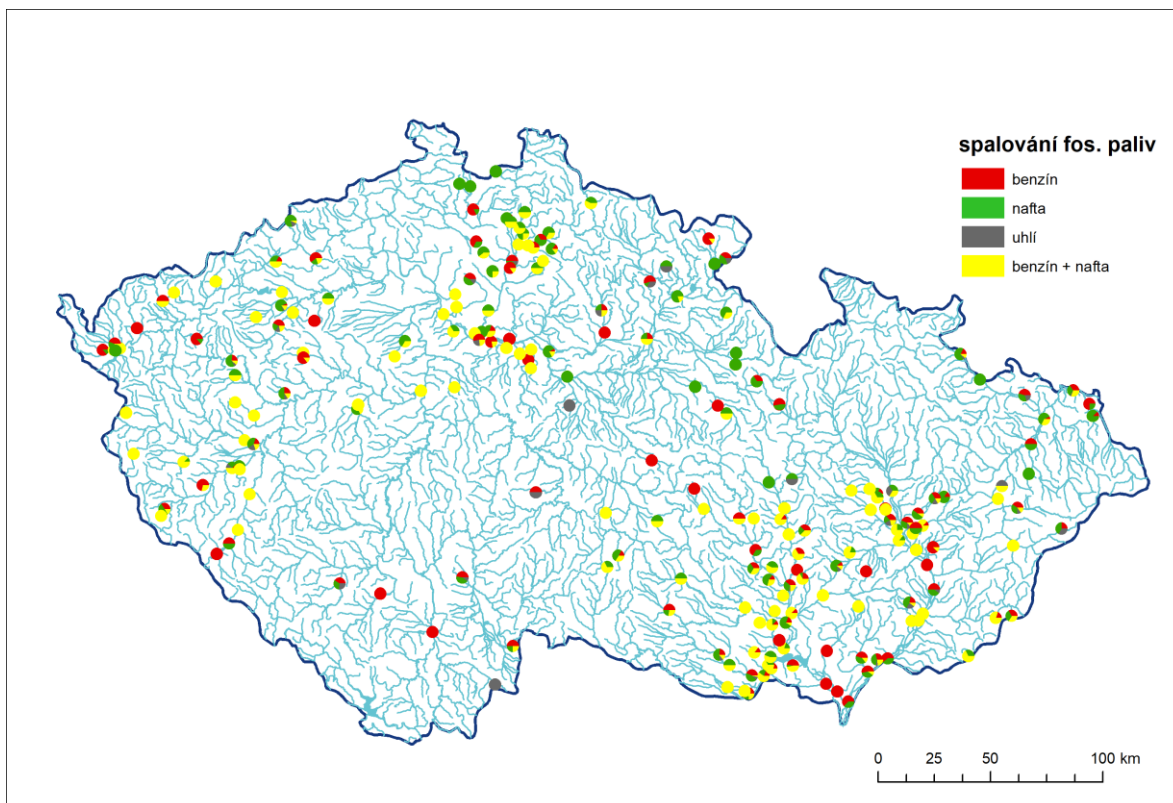 spalování fos. paliv
benzín
nafta
uhlí
benzín + nafta
0 25 50 100 km